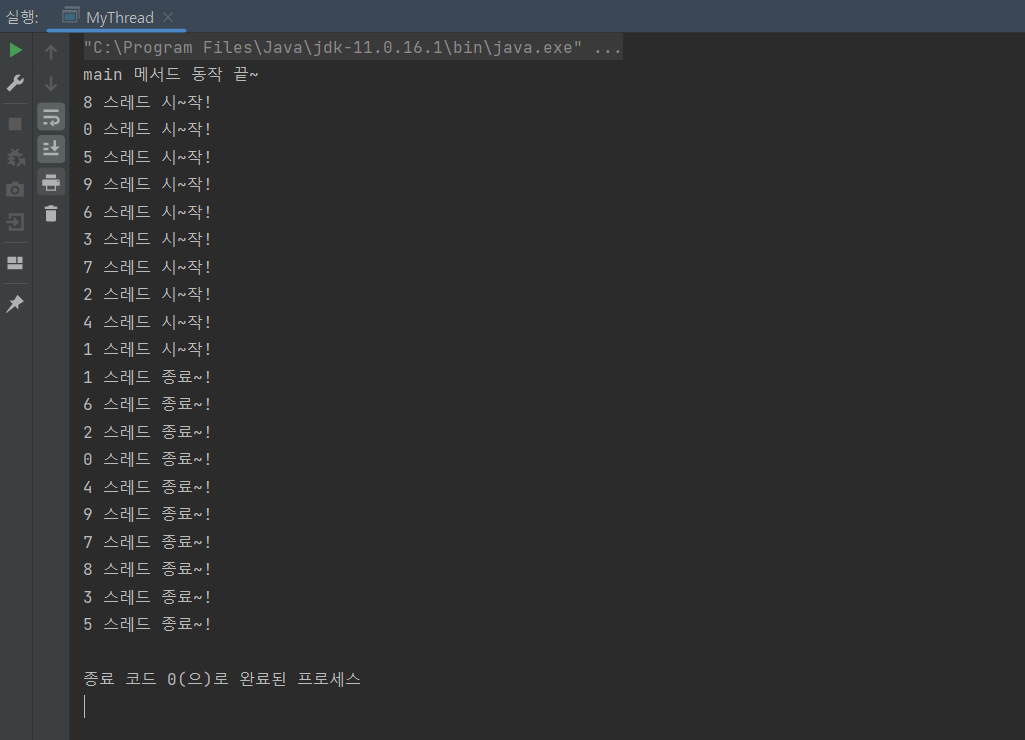 실행:
MyThread
"C:\Program Files\Java\jdk-11.0.16.1\bin\java.exe" ...
main 메서드 동작 끝~
8 스레드 시~작!
0 스레드 시~작!
5 스레드 시~작!
9 스레드 시~작!
6 스레드 시~작!
3 스레드 시~작!
7 스레드 시~작!
2 스레드 시~작!
4 스레드 시~작!
1 스레드 시~작!
1 스레드 종료~!
6 스레드 종료~!
2 스레드 종료~!
0 스레드 종료~!
4 스레드 종료~!
9 스레드 종료~!
7 스레드 종료~!
8 스레드 종료~!
3 스레드 종료~!
5 스레드 종료~!
종료 코드 0(으)로 완료된 프로세스